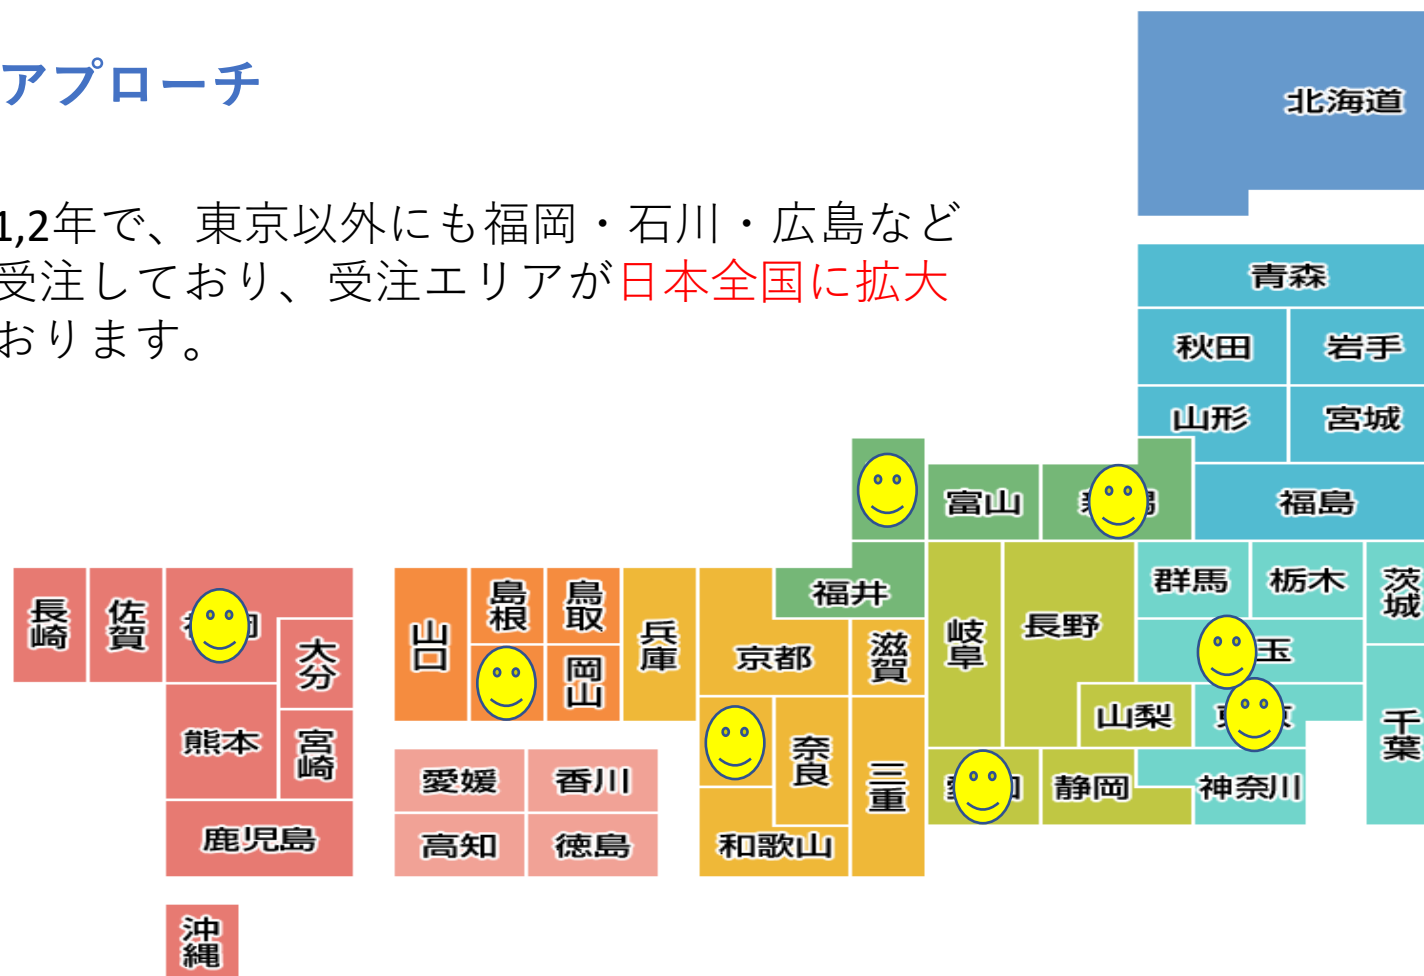 アプローチ
1,2年で、東京以外にも福岡・石川・広島など
受注しており、受注エリアが日本全国に拡大
おります。
北海道
青森
秋田
岩手
山形
宮城
富山
福島
群馬
栃木
茨城
福井
長崎
佐賀
大分
山口
島根
鳥取
兵庫
京都
滋賀
岐阜
長野
玉
岡山
山梨
千葉
熊本
宮崎
奈良
三重
愛媛
香川
静岡
神奈川
鹿児島
高知
徳島
和歌山
沖縄